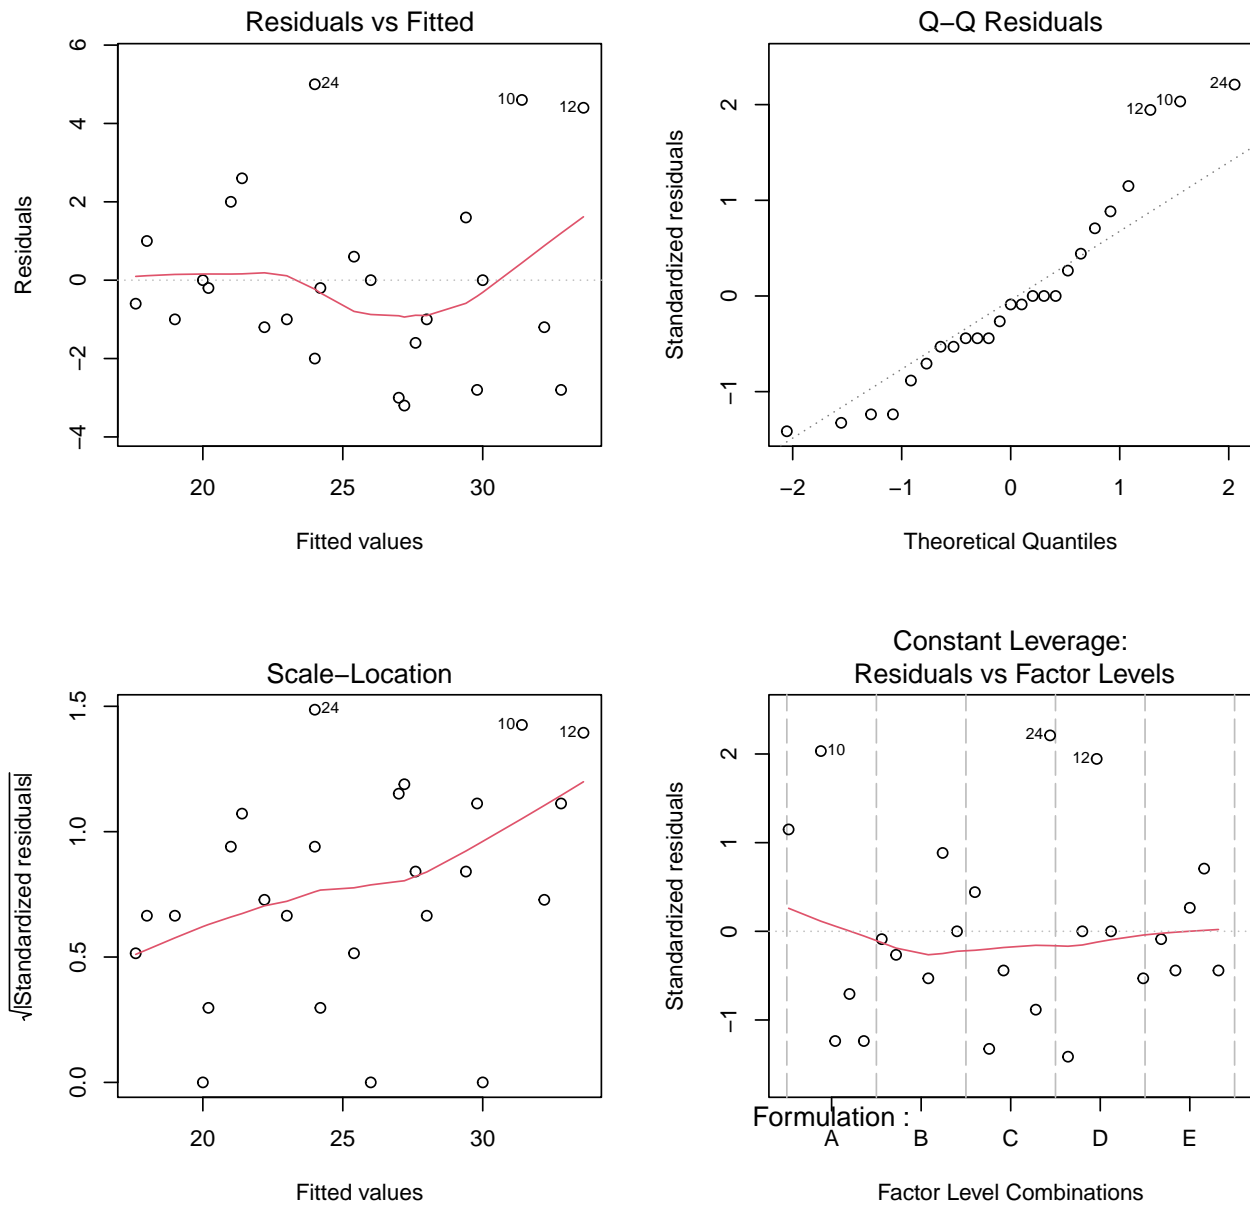 Residuals vs Fitted
Residuals
−4
−2
0
2
4
6
24
10
12
20
25
30
Fitted values
Q−Q Residuals
Standardized residuals
−1
0
1
2
12
10
24
−2
−1
0
1
2
Theoretical Quantiles
Scale−Location
√|Standardized residuals|
0.0
0.5
1.0
1.5
24
10
12
20
25
30
Fitted values
Constant Leverage:
Residuals vs Factor Levels
Standardized residuals
−1
0
1
2
10
24
12
Formulation :
A
B
C
D
E
Factor Level Combinations